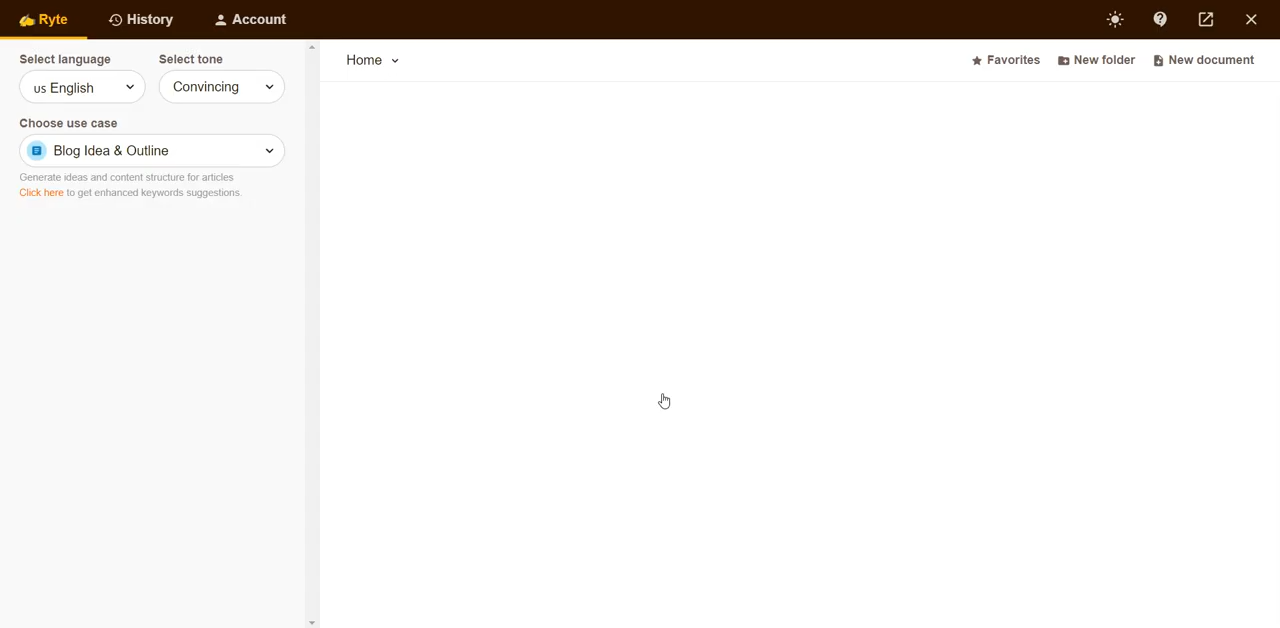 Ryte
History
Account
Select language
Select tone
us English
Convincing
Choose use case
Blog Idea & Outline
Generate ideas and content structure for articles
Click here to get enhanced keywords suggestions.
Home
Favorites
New folder
New document